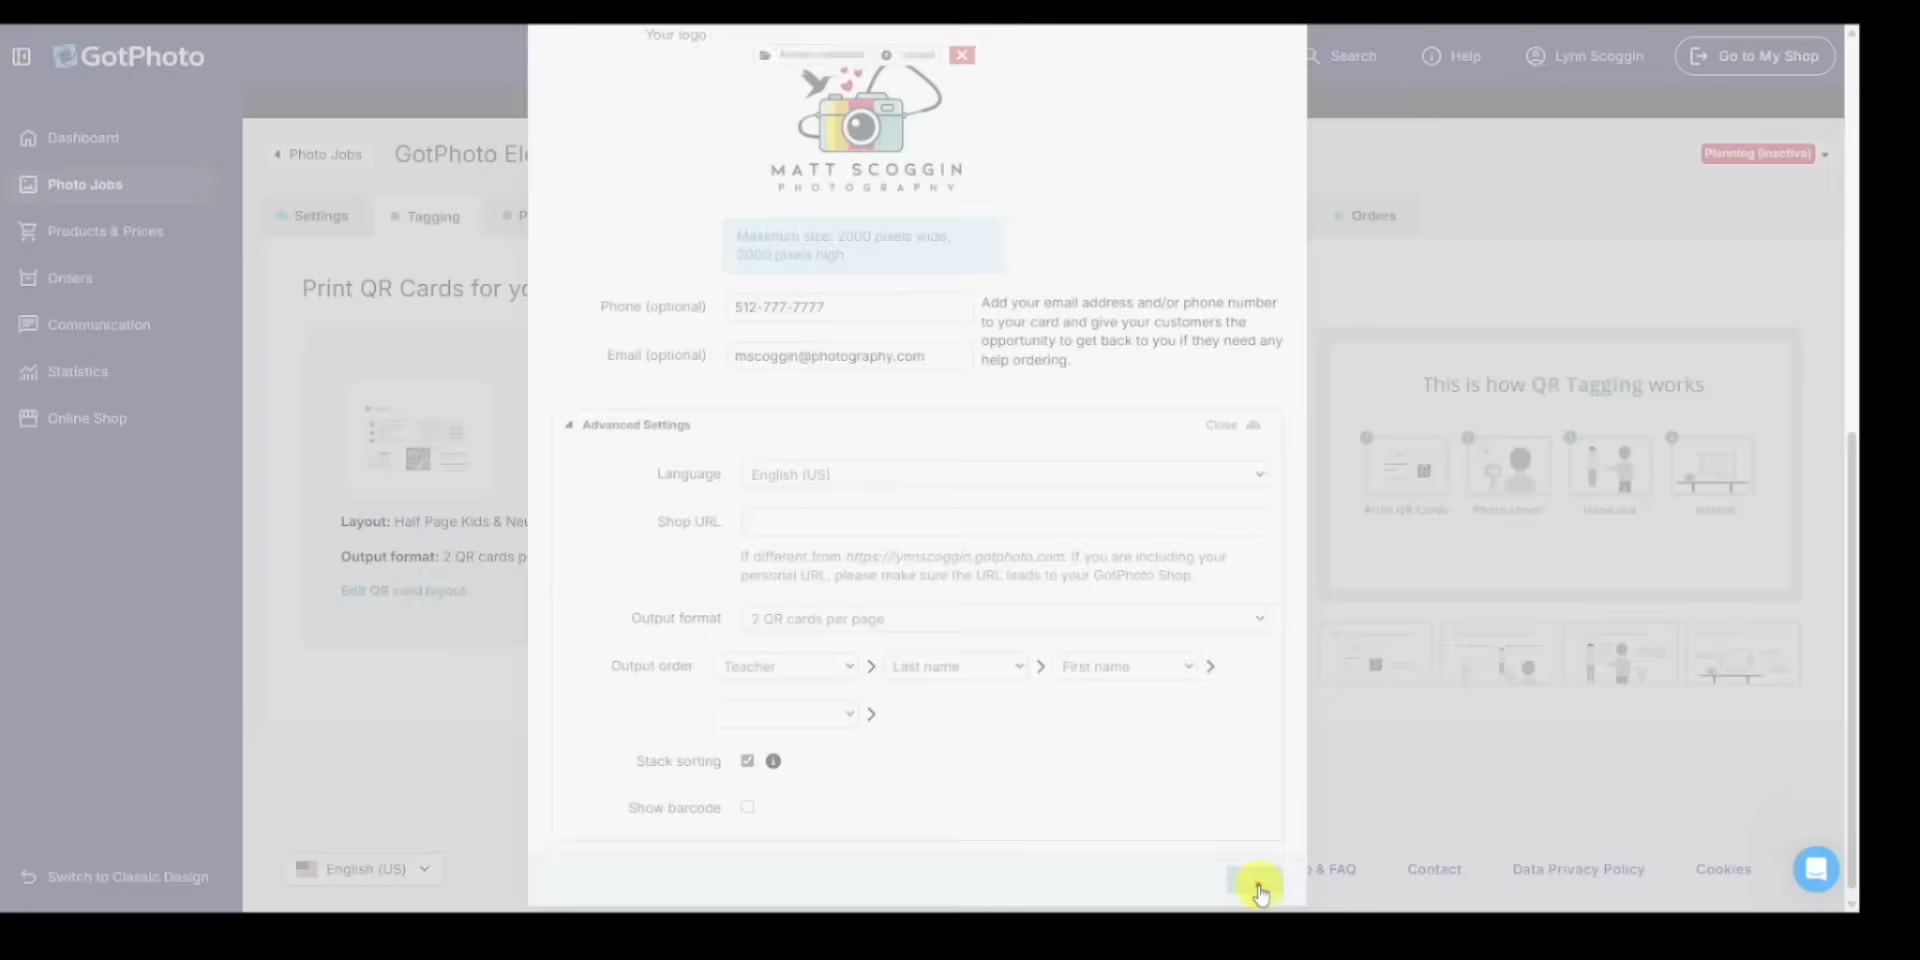 GotPhoto
Search
Help
Lynn Scoggin
Go to My Shop
Dashboard
Photo Jobs
Products & Prices
Orders
Communication
Statistics
Online Shop
Switch to Classic Design
Photo Jobs
GotPhoto Ele
Planning (inactive)
Settings
Tagging
P
Orders
Print QR Cards for yo
Layout: Half Page Kids & Neu
Output format: 2 QR cards p
Edit QR card layout
Your logo
MATT SCOGGIN
PHOTOGRAPHY
Maximum size: 2000 pixels wide,
2000 pixels high
Phone (optional)
512-777-7777
Email (optional)
mscoggin@photography.com
Add your email address and/or phone number
to your card and give your customers the
opportunity to get back to you if they need any
help ordering.
Advanced Settings
Close
Language
English (US)
Shop URL
If different from https://lynnscoggin.gotphoto.com. If you are including your
personal URL, please make sure the URL leads to your GotPhoto Shop.
Output format
2 QR cards per page
Output order
Teacher
Last name
First name
Stack sorting
Show barcode
This is how QR Tagging works
Print QR Cards
Photo shoot
English (US)
p & FAQ
Contact
Data Privacy Policy
Cookies